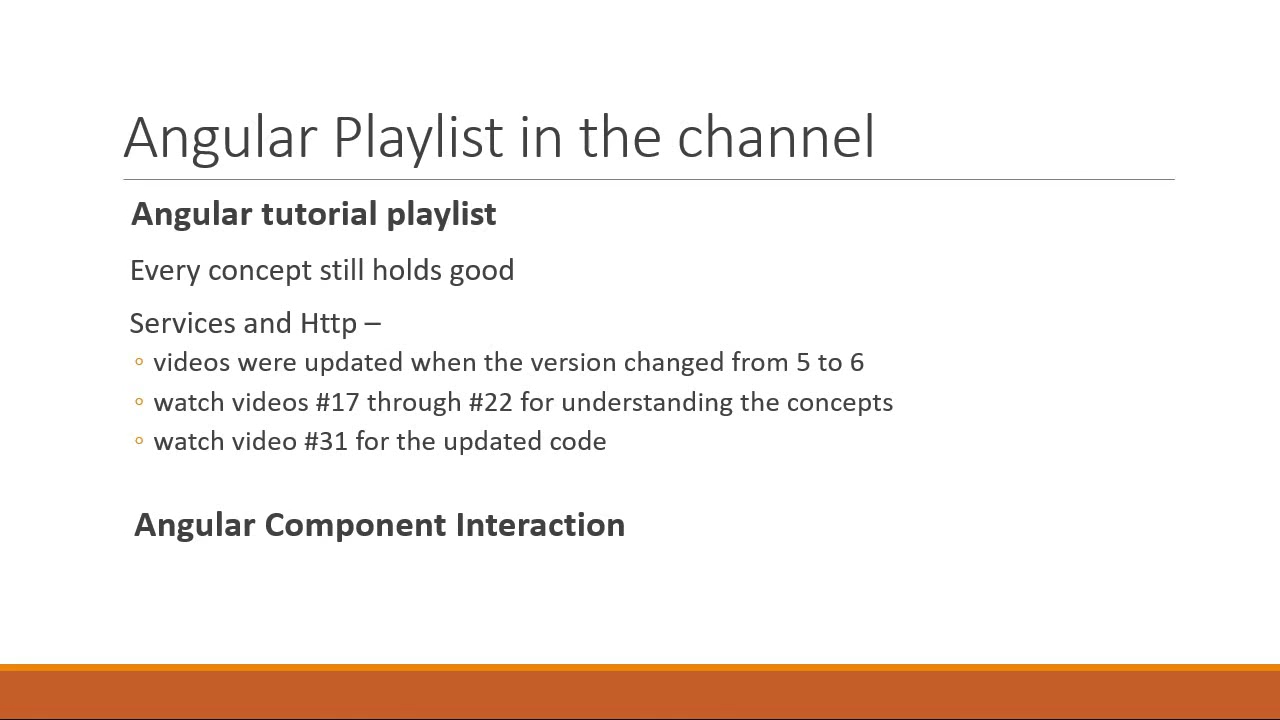 Angular Playlist in the channel
Angular tutorial playlist
Every concept still holds good
Services and Http –
◦ videos were updated when the version changed from 5 to 6
◦ watch videos #17 through #22 for understanding the concepts
◦ watch video #31 for the updated code
Angular Component Interaction